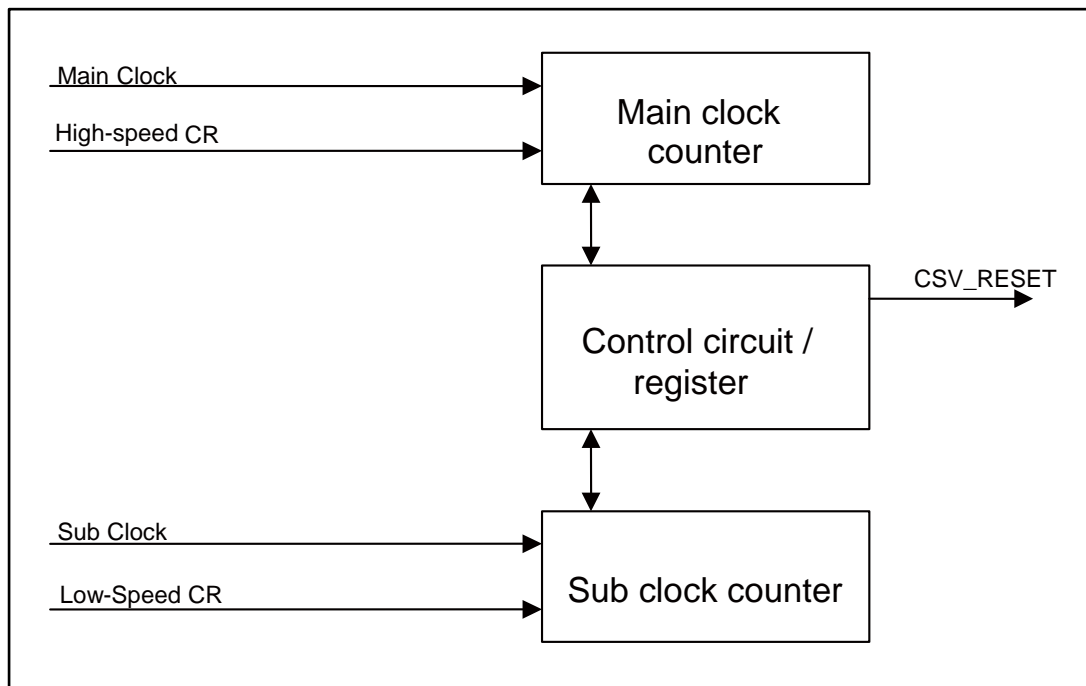 Main Clock
High-speed CR
Main clock
counter
CSV_RESET
Control circuit /
register
Sub Clock
Low-Speed CR
Sub clock counter